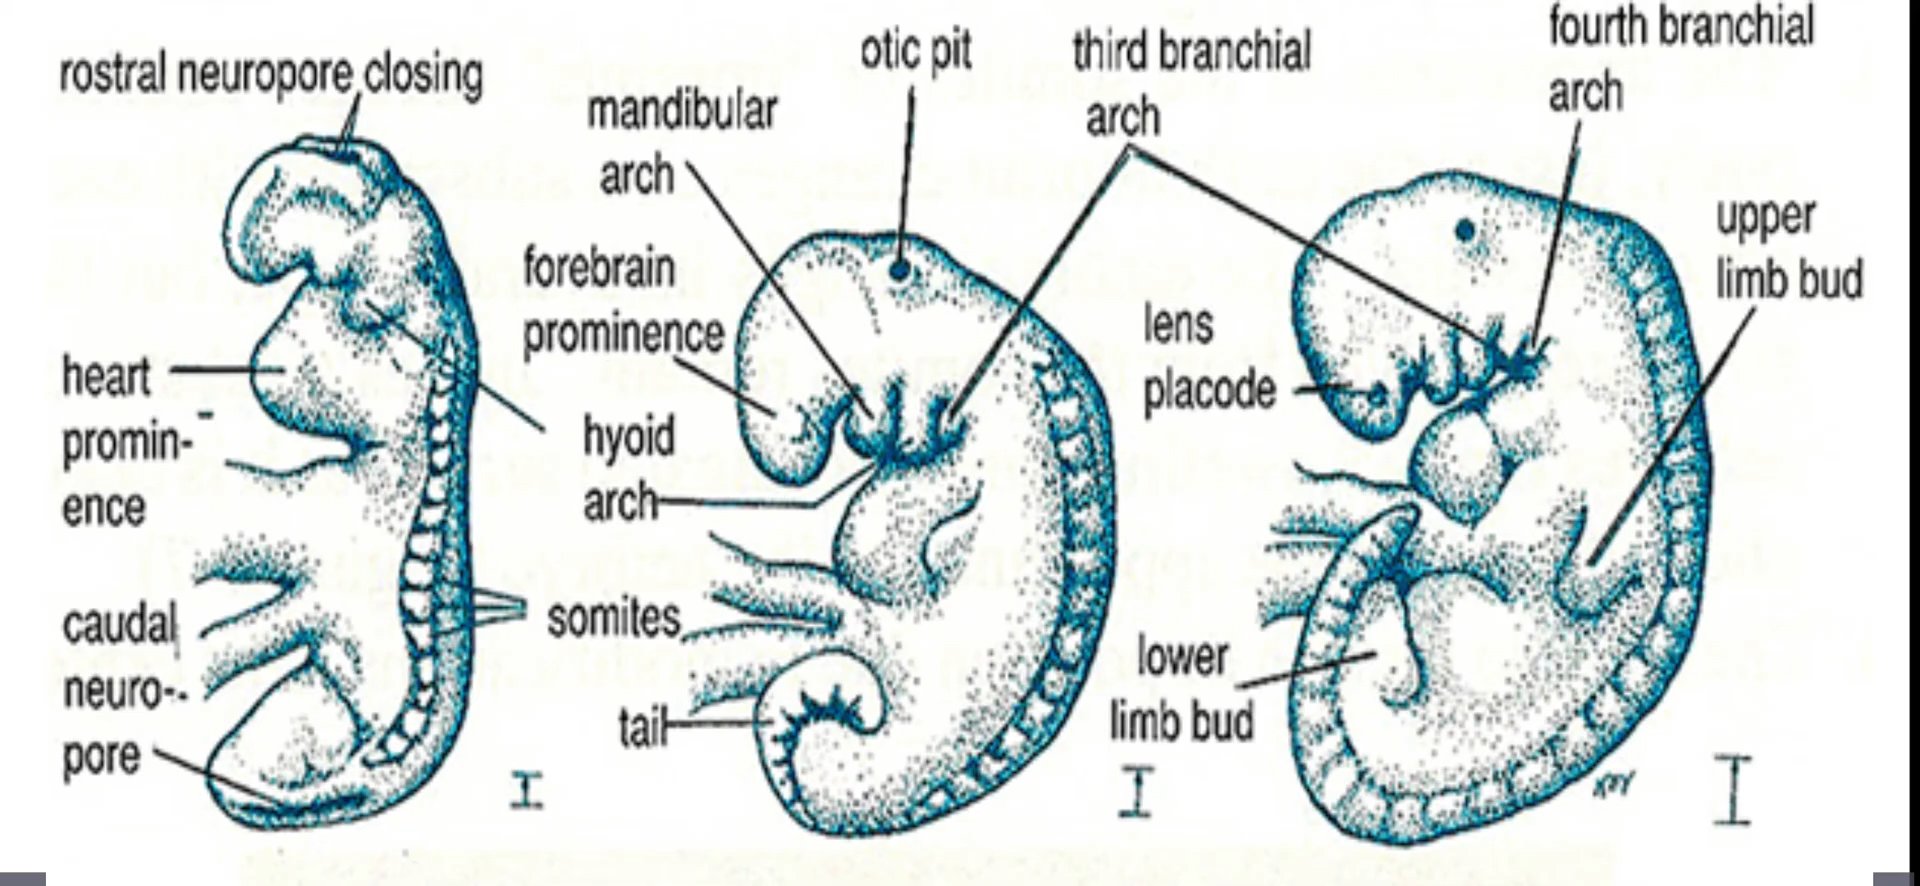 rostral neuropore closing
mandibular
arch
otic pit
third branchial
arch
fourth branchial
arch
upper
limb bud
forebrain
prominence
lens
placode
heart
promin-
ence
hyoid
arch
caudal
neuro-
pore
somites
tail
lower
limb bud